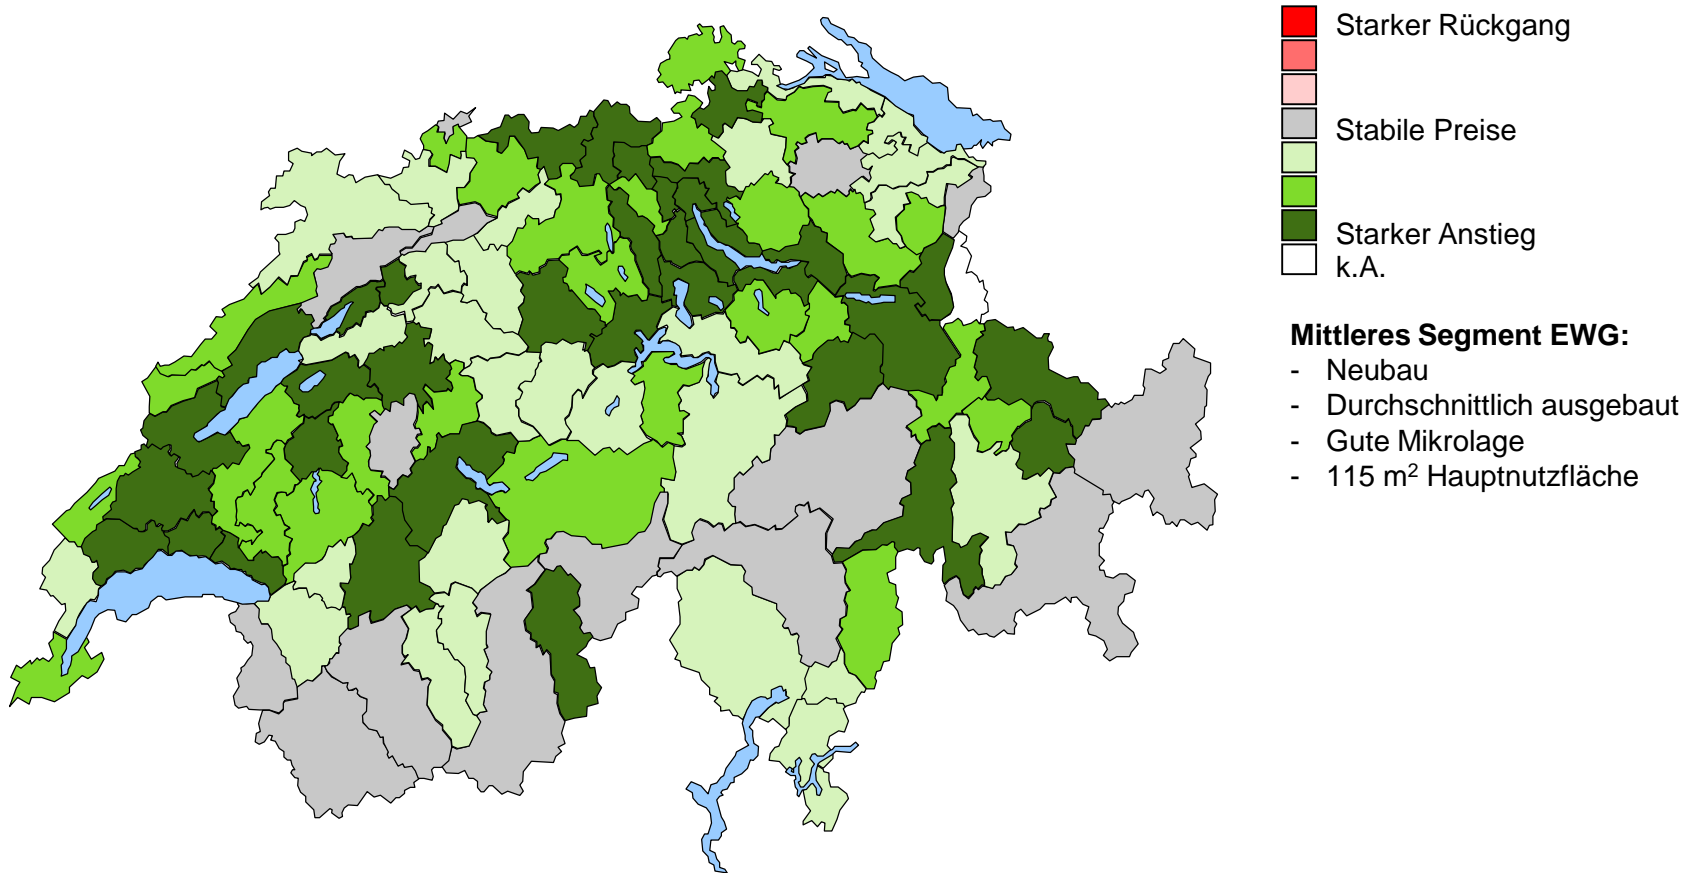 Starker Rückgang
Stabile Preise
Starker Anstieg
k.A.
Mittleres Segment EWG:
- Neubau
- Durchschnittlich ausgebaut
- Gute Mikrolage
- 115 m² Hauptnutzfläche